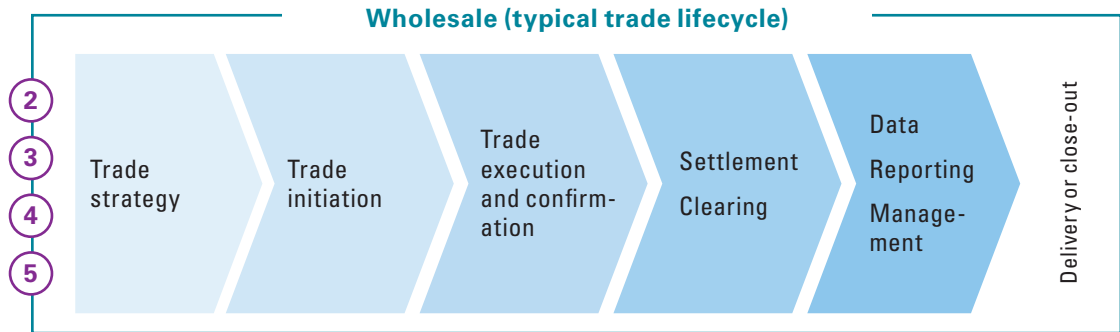 Wholesale (typical trade lifecycle)
2
3
4
5
Trade
strategy
Trade
initiation
Trade
execution
and confirm-
ation
Settlement
Clearing
Data
Reporting
Manage-
ment
Delivery or close-out